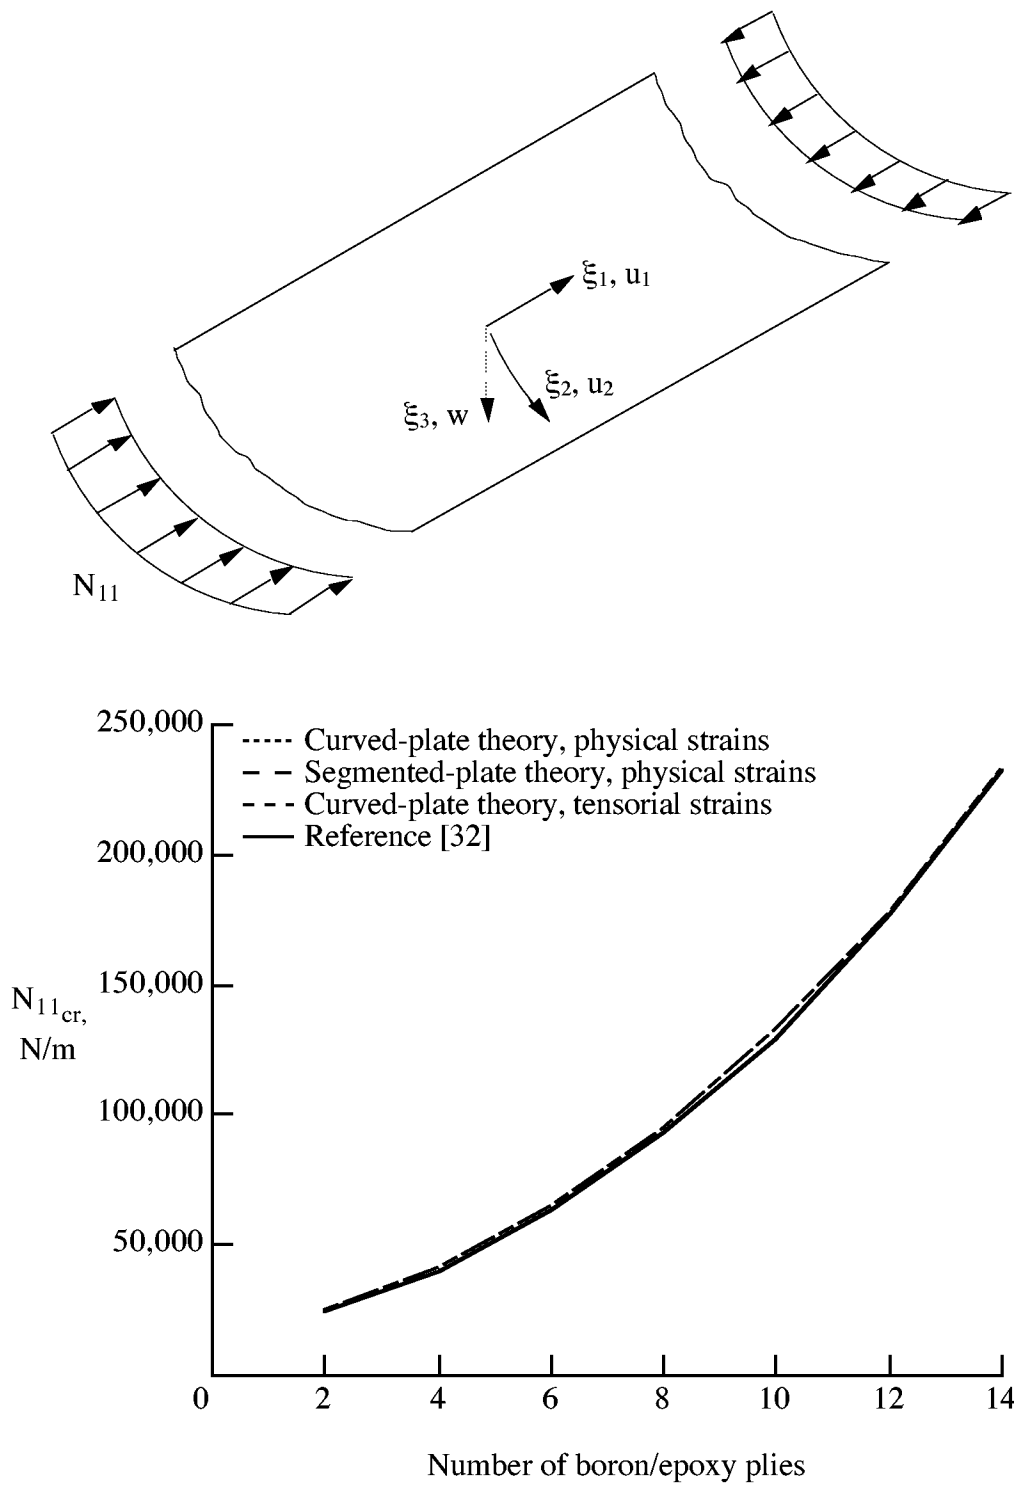 ξ1, u1
ξ2, u2
ξ3, w
N11
250,000
200,000
150,000
100,000
50,000
Curved-plate theory, physical strains
Segmented-plate theory, physical strains
Curved-plate theory, tensorial strains
Reference [32]
N11cr,
N/m
0 2 4 6 8 10 12 14
Number of boron/epoxy plies